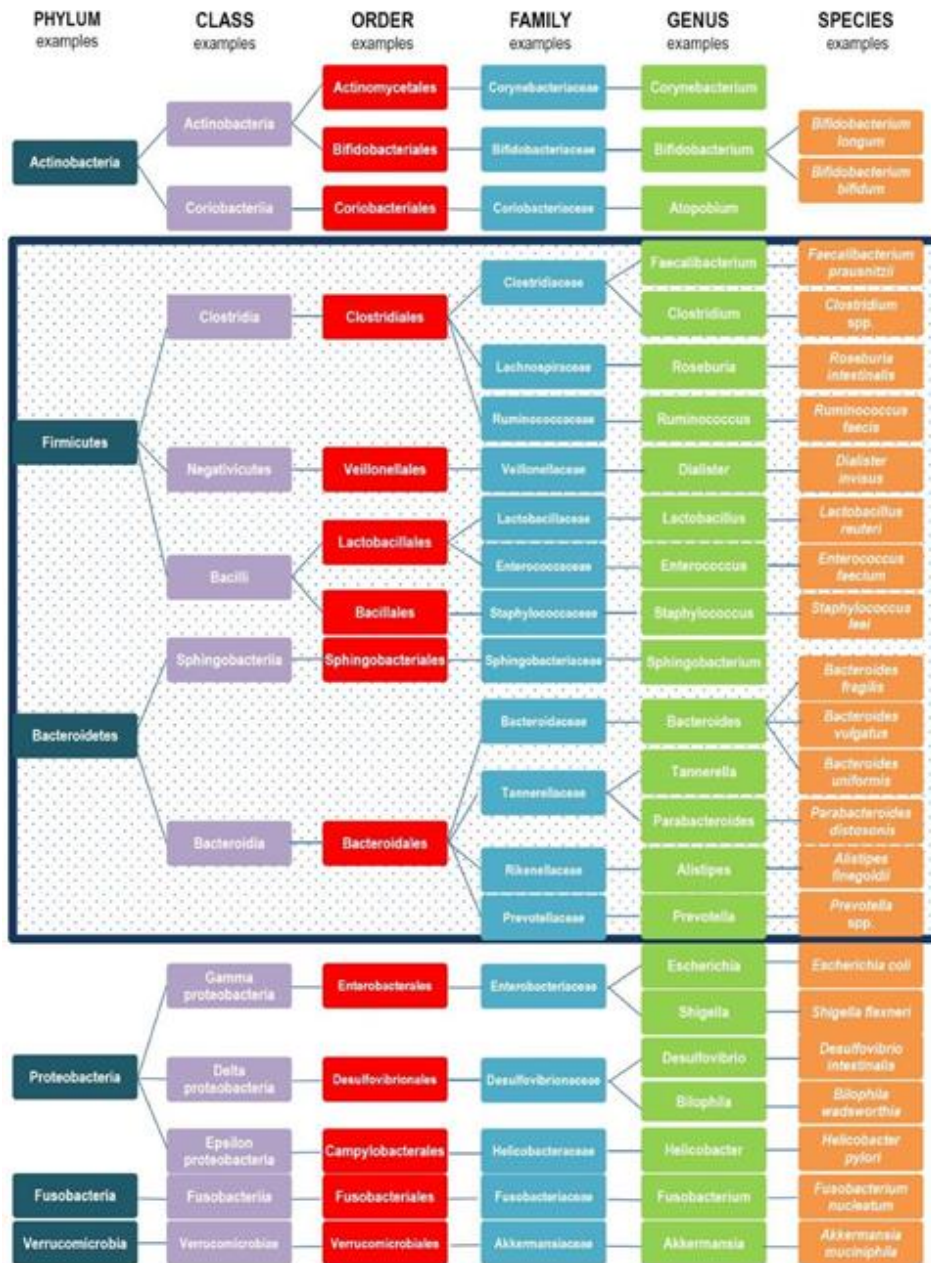 PHYLUM CLASS ORDER FAMILY GENUS SPECIES
examples examples examples examples examples examples
Actinomycetales Corynebacteriaceae Corynebacterium
Actinobacteria
Bifidobacterium
longum
Actinobacteria Bifidobacteriales Bifidobacteriaceae Bifidobacterium
Bifidobacterium
bifidum
Coriobacteriia Coriobacteriales Coriobacteriaceae Atopobium
Faecalibacterium Faecalibacterium
prausnitzii
Clostridiaceae
Clostridia Clostridiales Clostridium Clostridium
spp.
Lachnospiraceae Roseburia Roseburia
intestinalis
Ruminococcaceae Ruminococcus Ruminococcus
faecis
Firmicutes
Negativicutes Veillonellales Veillonellaceae Dialister Dialister
invisus
Lactobacillaceae Lactobacillus Lactobacillus
reuteri
Lactobacillales
Enterococcaceae Enterococcus Enterococcus
faecium
Bacilli
Bacillales Staphylococcaceae Staphylococcus Staphylococcus
leei
Sphingobacteriia Sphingobacteriales Sphingobacteriaceae Sphingobacterium
Bacteroides
fragilis
Bacteroidetes Bacteroidaceae Bacteroides Bacteroides
vulgatus
Tannerella Bacteroides
uniformis
Tannerellaceae
Parabacteroides Parabacteroides
distasonis
Bacteroidia Bacteroidales
Rikenellaceae Alistipes Alistipes
finegoldii
Prevotellaceae Prevotella Prevotella
spp.
Escherichia Escherichia coli
Gamma
proteobacteria Enterobacterales Enterobacteriaceae
Shigella Shigella flexneri
Desulfovibrio Desulfovibrio
intestinalis
Proteobacteria Delta
proteobacteria Desulfovibrionales Desulfovibrionaceae
Bilophila Bilophila
wadsworthia
Epsilon
proteobacteria Campylobacterales Helicobacteraceae Helicobacter Helicobacter
pylori
Fusobacteria Fusobacteriia Fusobacteriales Fusobacteriaceae Fusobacterium Fusobacterium
nucleatum
Verrucomicrobia Verrucomicrobiae Verrucomicrobiales Akkermansiaceae Akkermansia Akkermansia
muciniphila